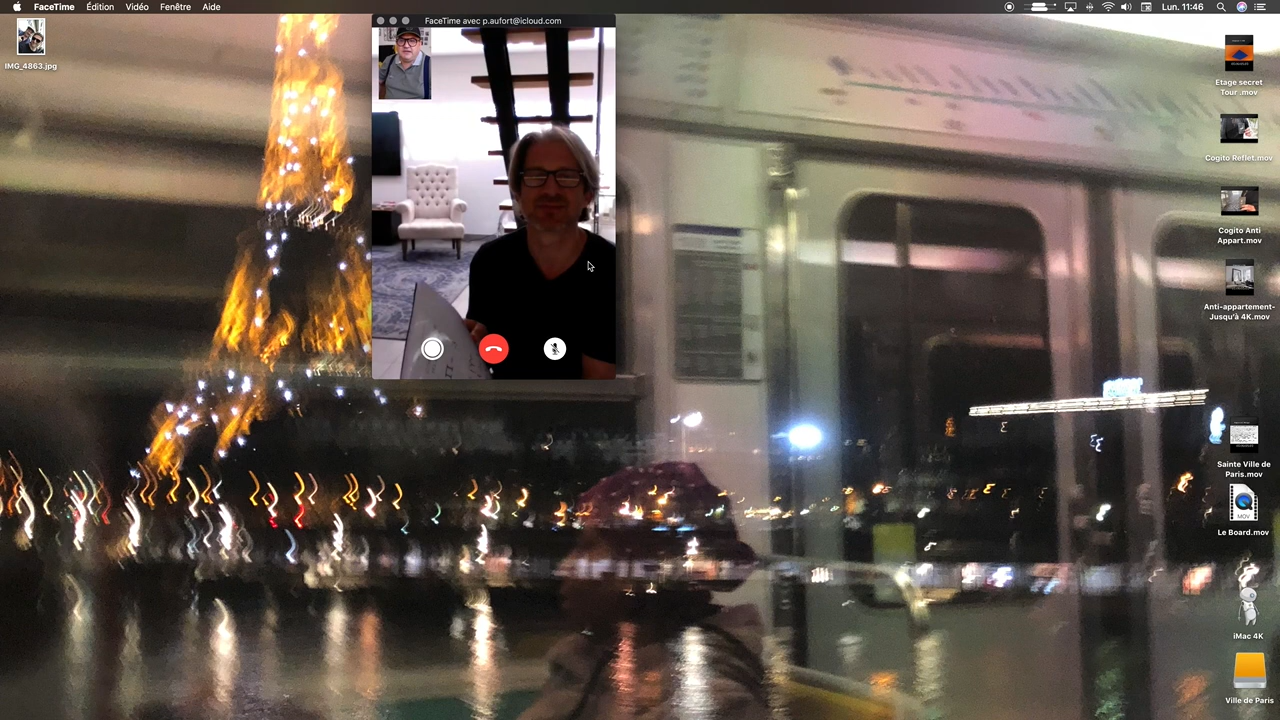 FaceTime Édition Vidéo Fenêtre Aide
Lun. 11:46
FaceTime avec p.aufort@icloud.com
IMG_4863.jpg
Etage secret
Tour .mov
Cogito Reflet.mov
Cogito Anti
Appart.mov
Anti-appartement-
Jusqu'à 4K.mov
Sainte Ville de
Paris.mov
MOV
Le Board.mov
iMac 4K
Ville de Paris